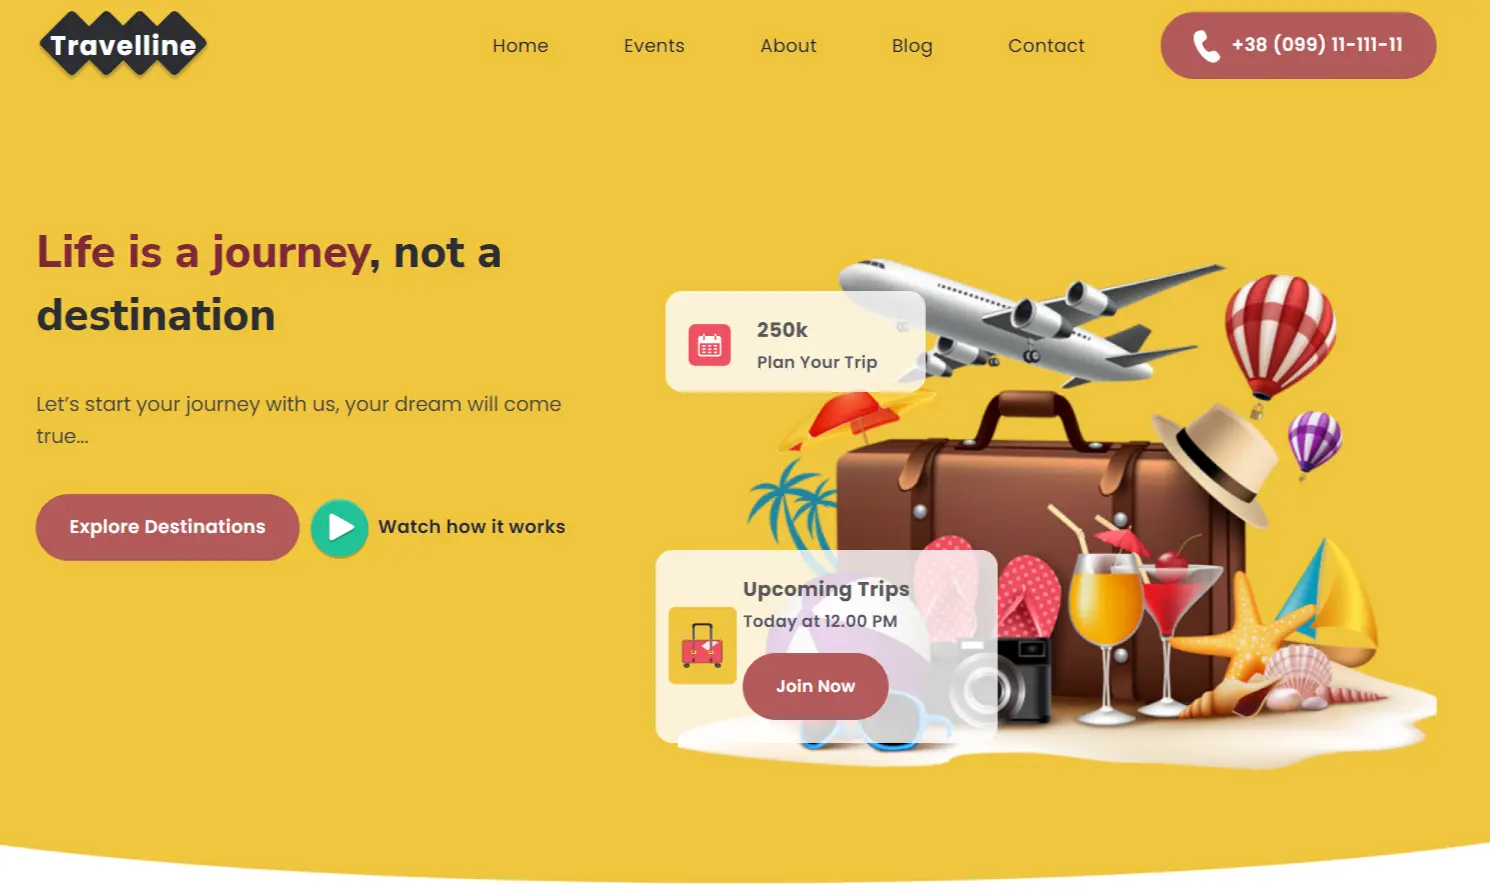 Travelline
Home
Events
About
Blog
Contact
+38 (099) 11-111-11
Life is a journey, not a
destination
Let’s start your journey with us, your dream will come
true...
Explore Destinations
Watch how it works
250k
Plan Your Trip
Upcoming Trips
Today at 12.00 PM
Join Now